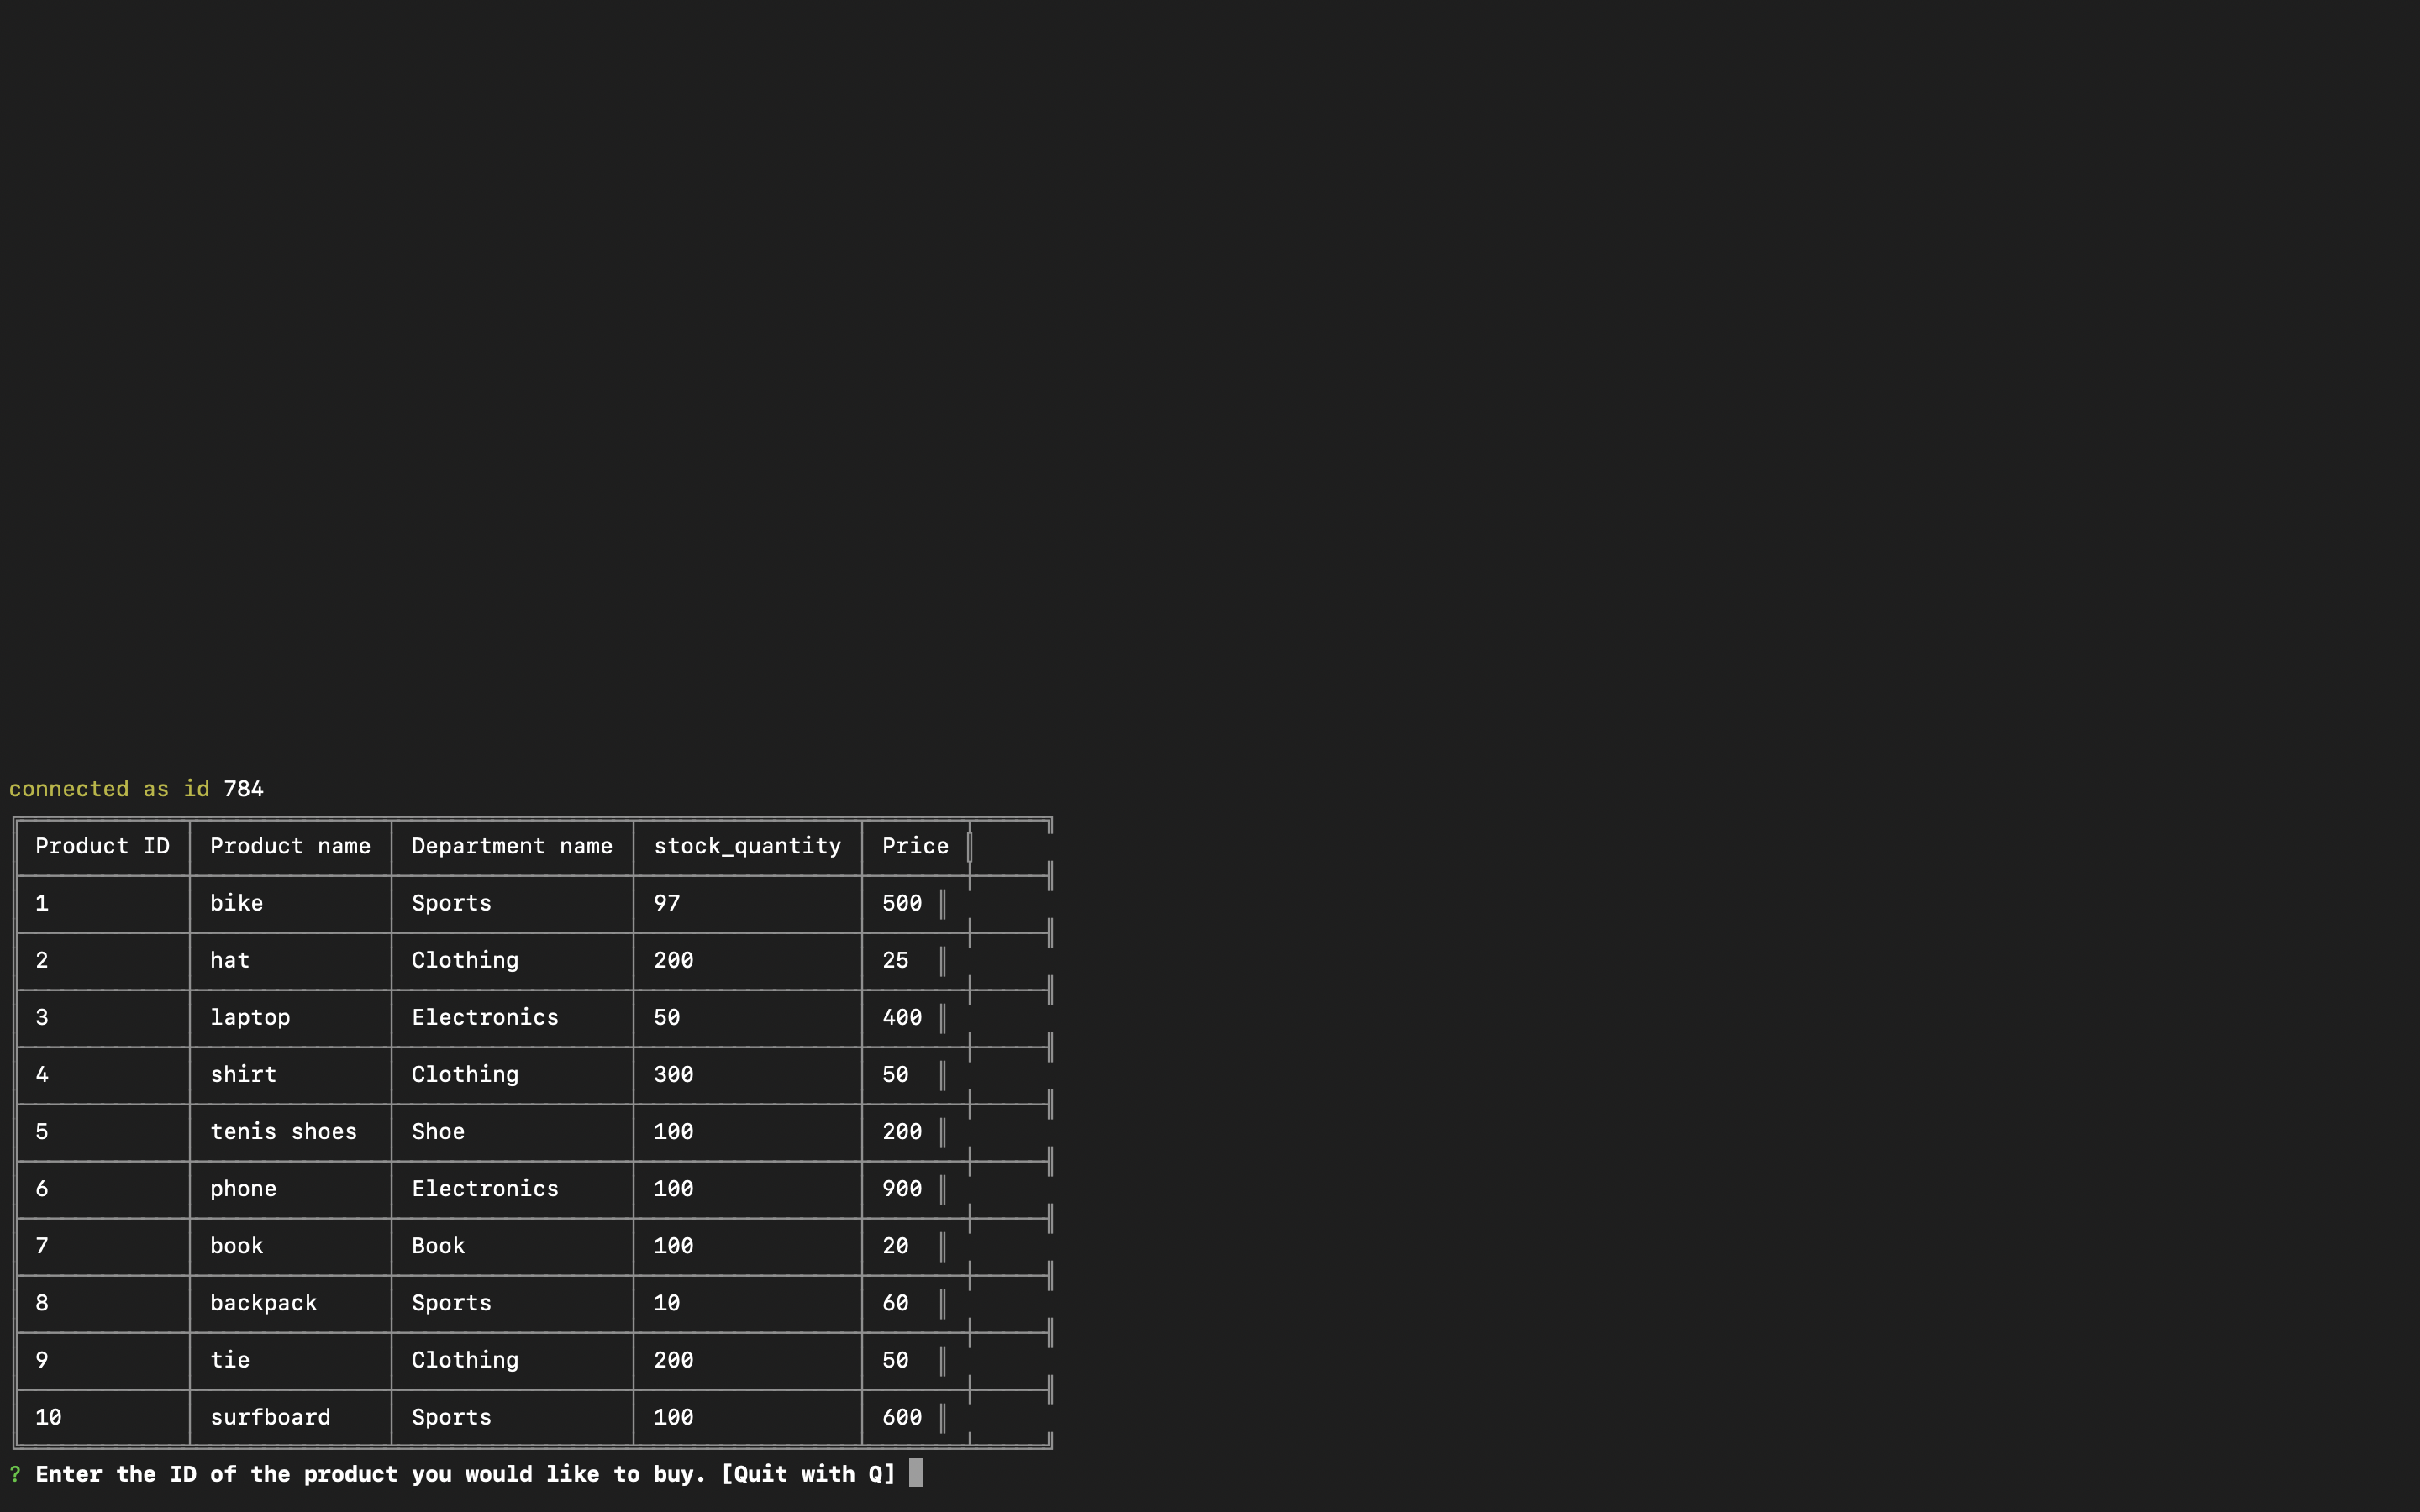 connected as id 784
Product ID Product name Department name stock_quantity Price
1 bike Sports 97 500
2 hat Clothing 200 25
3 laptop Electronics 50 400
4 shirt Clothing 300 50
5 tenis shoes Shoe 100 200
6 phone Electronics 100 900
7 book Book 100 20
8 backpack Sports 10 60
9 tie Clothing 200 50
10 surfboard Sports 100 600
? Enter the ID of the product you would like to buy. [Quit with Q]